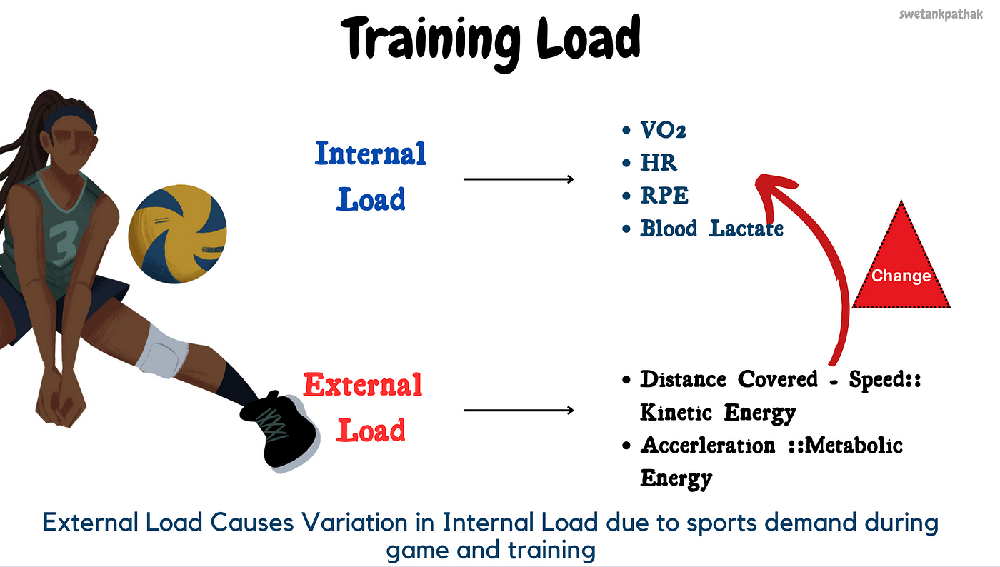 swetankpathak
Training Load
Internal
Load
• VO2
• HR
• RPE
• Blood Lactate
Change
External
Load
• Distance Covered - Speed::
Kinetic Energy
• Accerleration ::Metabolic
Energy
External Load Causes Variation in Internal Load due to sports demand during
game and training
3